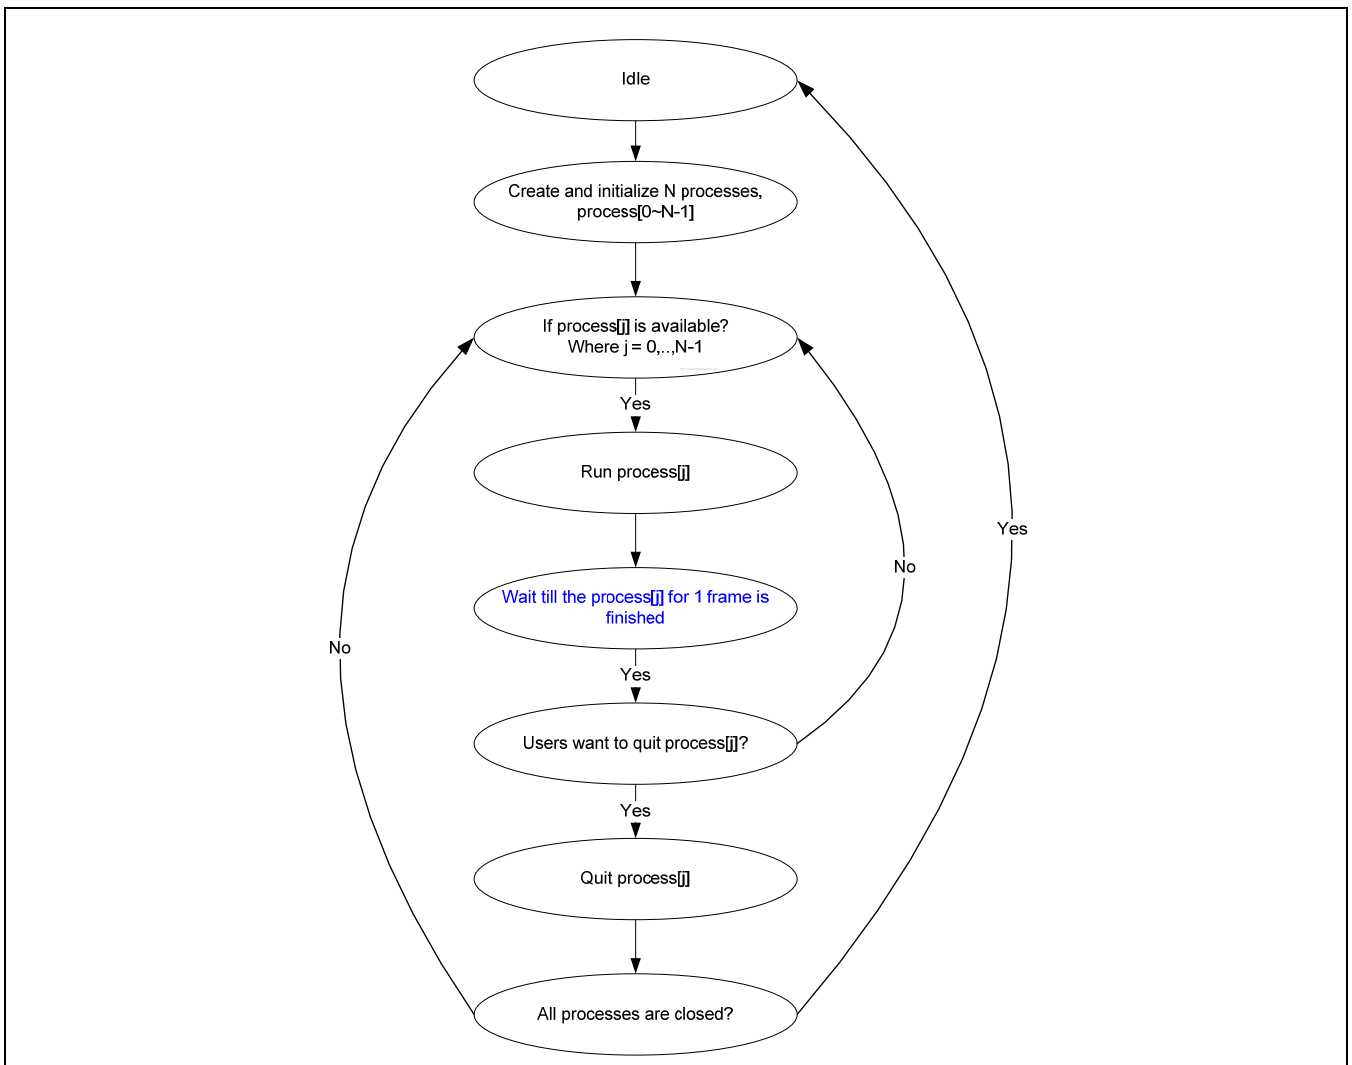 Idle
Create and initialize N processes,
process[0~N-1]
If process[j] is available?
Where j = 0,..,N-1
Yes
Run process[j]
Yes
No
Wait till the process[j] for 1 frame is
finished
No
Yes
Users want to quit process[j]?
Yes
Quit process[j]
All processes are closed?